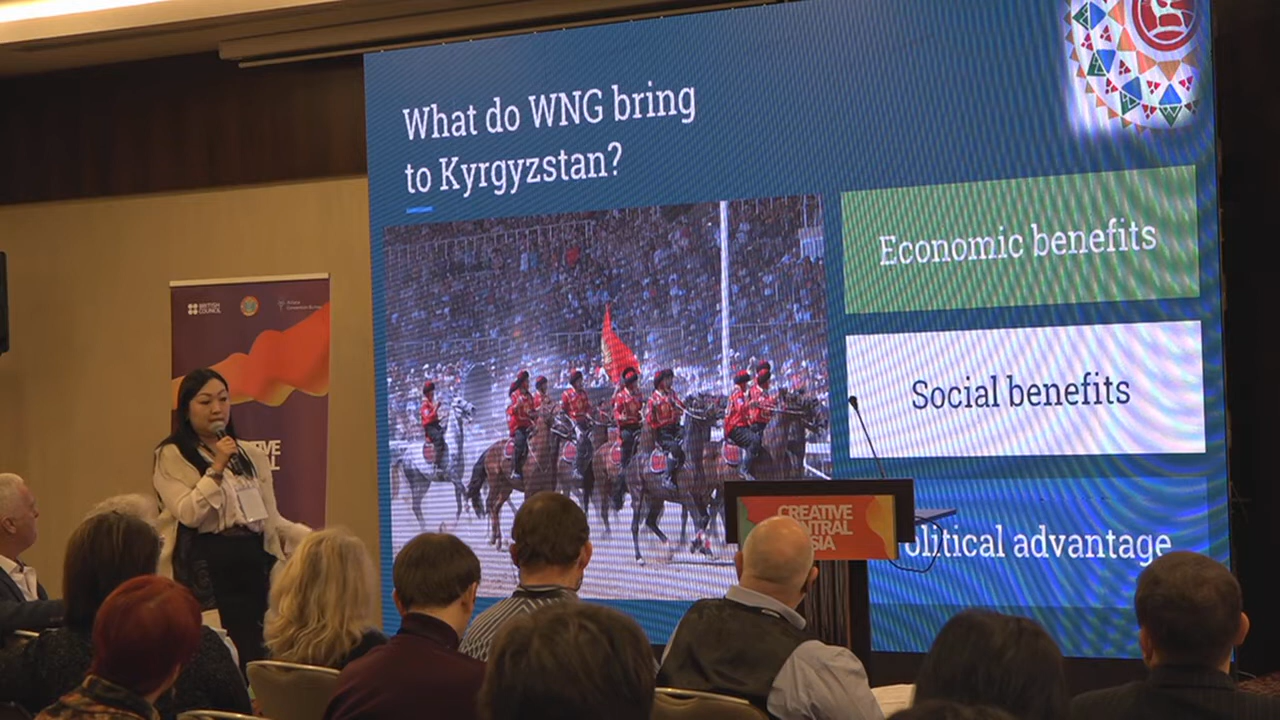 What do WNG bring
to Kyrgyzstan?
Economic benefits
Social benefits
olitical advantage
BRITISH
COUNCIL
CREATIVE
CENTRAL
ASIA